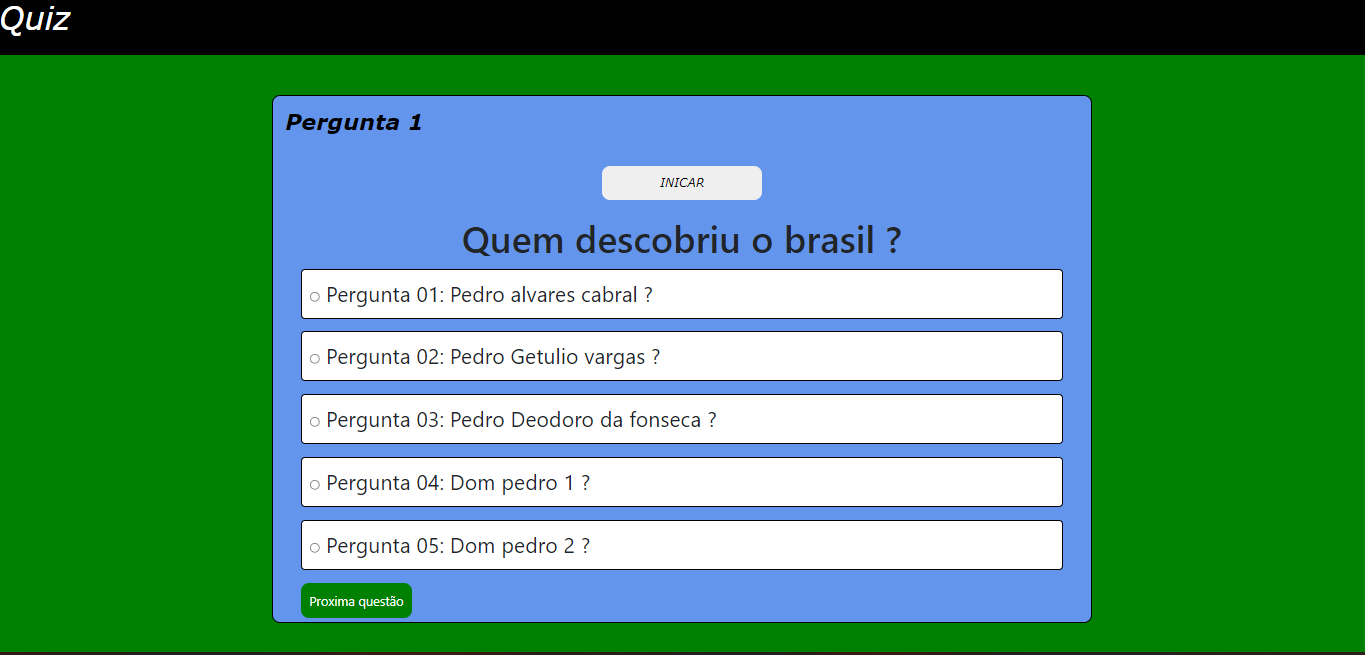 Quiz
Pergunta 1
INICAR
Quem descobriu o brasil ?
Pergunta 01: Pedro alvares cabral ?
Pergunta 02: Pedro Getulio vargas ?
Pergunta 03: Pedro Deodoro da fonseca ?
Pergunta 04: Dom pedro 1 ?
Pergunta 05: Dom pedro 2 ?
Proxima questão